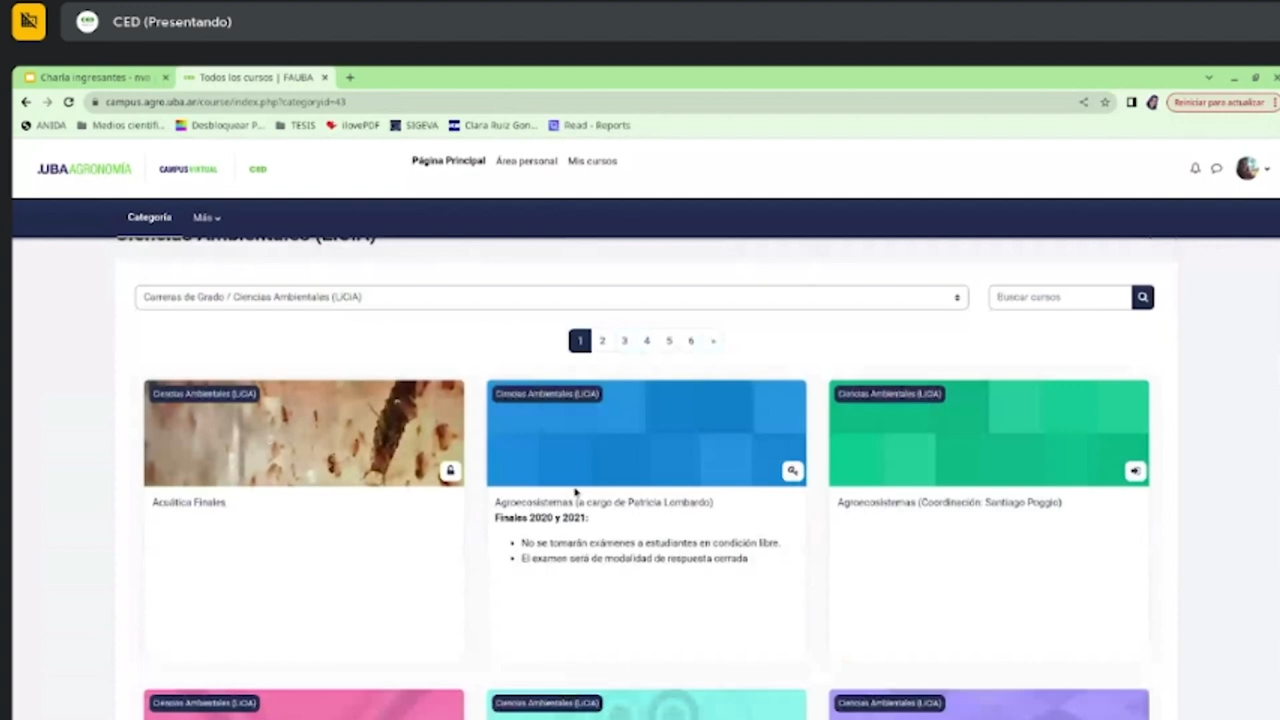 CED (Presentando)
Charla ingresantes - nvo
Todos los cursos | FAUBA
campus.agro.uba.ar/course/index.php?categoryid=43
Reiniciar para actualizar
ANIDA
Medios científi...
Desbloquear P...
TESIS
ilovePDF
SIGEVA
Clara Ruiz Gon...
Read - Reports
.UBAAGRONOMÍA
CAMPUSVIRTUAL
CED
Página Principal
Área personal
Mis cursos
Categoría
Más
Ciencias Ambientales (LiCiA)
Carreras de Grado / Ciencias Ambientales (LiCiA)
Buscar cursos
1 2 3 4 5 6 »
Ciencias Ambientales (LiCiA)
Ciencias Ambientales (LiCiA)
Ciencias Ambientales (LiCiA)
Acuática Finales
Agroecosistemas (a cargo de Patricia Lombardo)
Finales 2020 y 2021:
• No se tomarán exámenes a estudiantes en condición libre.
• El examen será de modalidad de respuesta cerrada
Agroecosistemas (Coordinación: Santiago Poggio)
Ciencias Ambientales (LiCiA)
Ciencias Ambientales (LiCiA)
Ciencias Ambientales (LiCiA)